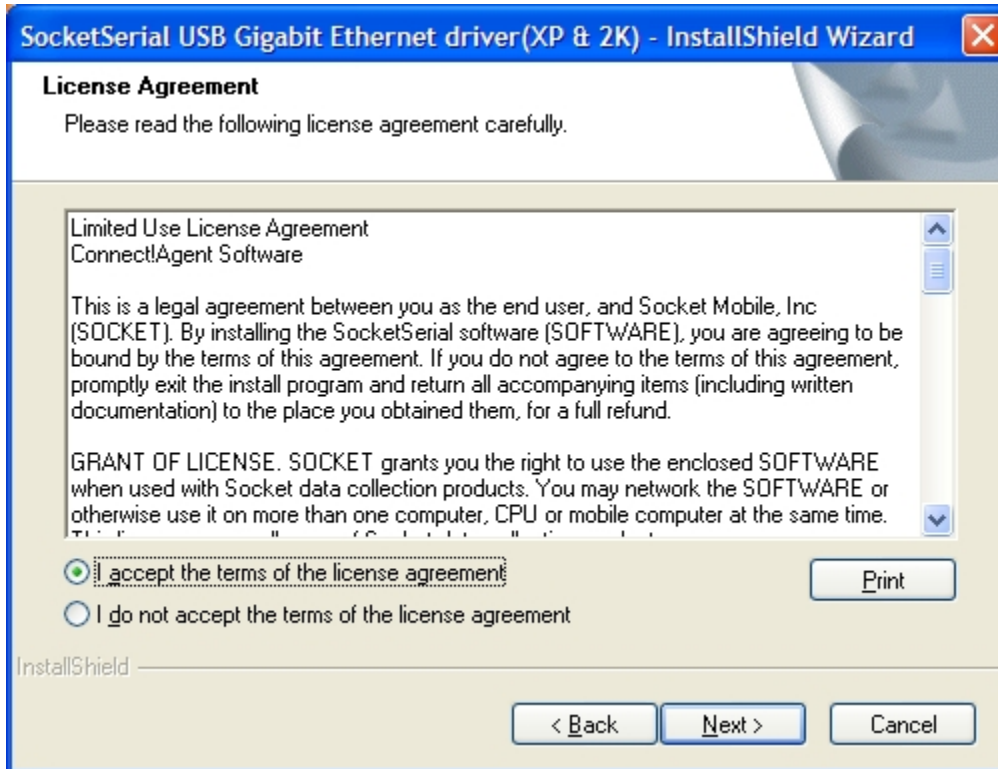 SocketSerial USB Gigabit Ethernet driver(XP & 2K) - InstallShield Wizard
License Agreement
Please read the following license agreement carefully.
Limited Use License Agreement
Connect!Agent Software
This is a legal agreement between you as the end user, and Socket Mobile, Inc
(SOCKET). By installing the SocketSerial software (SOFTWARE), you are agreeing to be
bound by the terms of this agreement. If you do not agree to the terms of this agreement,
promptly exit the install program and return all accompanying items (including written
documentation) to the place you obtained them, for a full refund.
GRANT OF LICENSE. SOCKET grants you the right to use the enclosed SOFTWARE
when used with Socket data collection products. You may network the SOFTWARE or
otherwise use it on more than one computer, CPU or mobile computer at the same time.
I accept the terms of the license agreement
Print
I do not accept the terms of the license agreement
InstallShield
< Back
Next >
Cancel